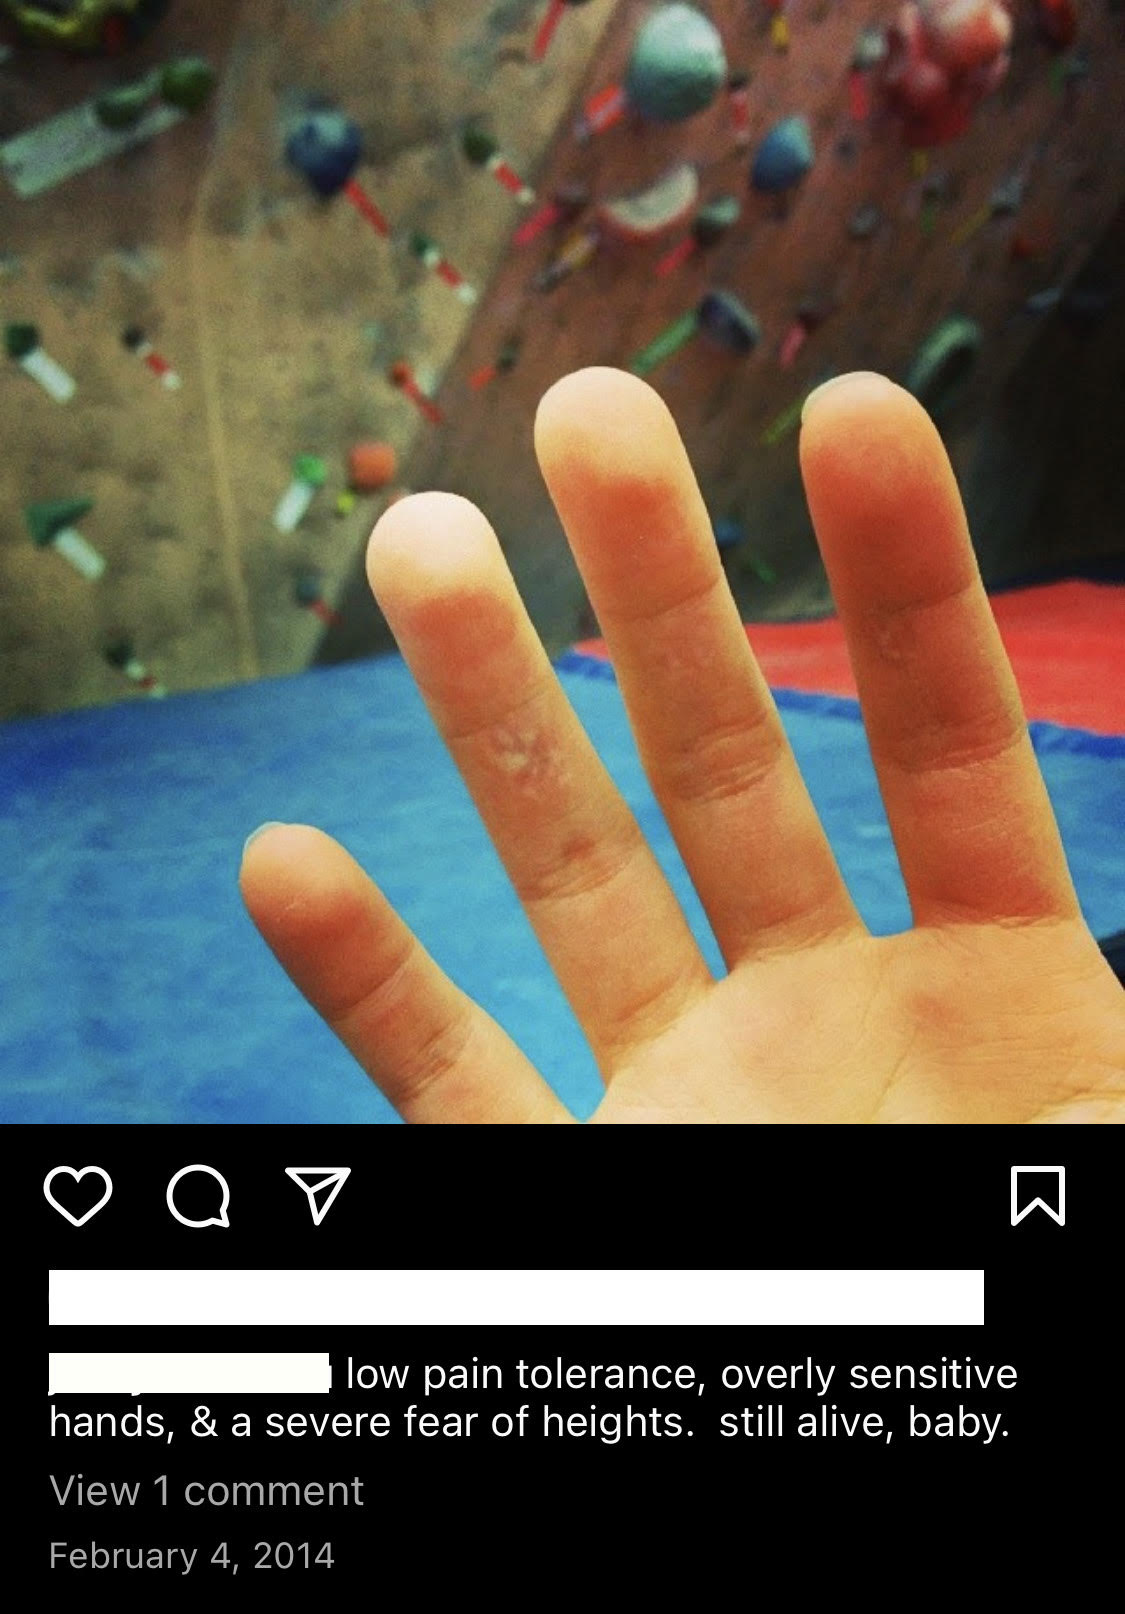 low pain tolerance, overly sensitive
hands, & a severe fear of heights.  still alive, baby.
View 1 comment
February 4, 2014